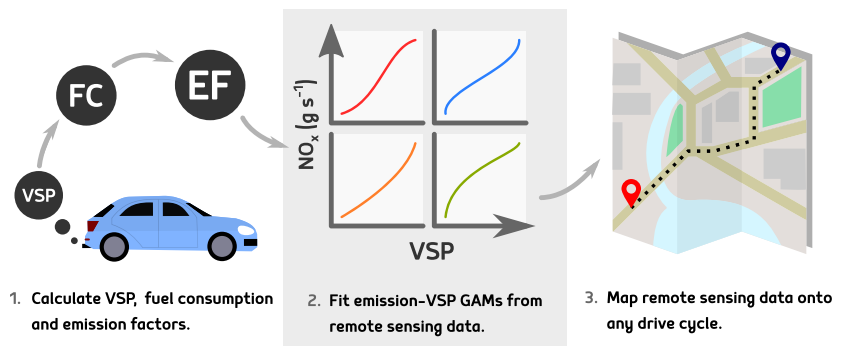 FC
EF
VSP
NOx (g s⁻¹)
VSP
1. Calculate VSP, fuel consumption
and emission factors.
2. Fit emission-VSP GAMs from
remote sensing data.
3. Map remote sensing data onto
any drive cycle.